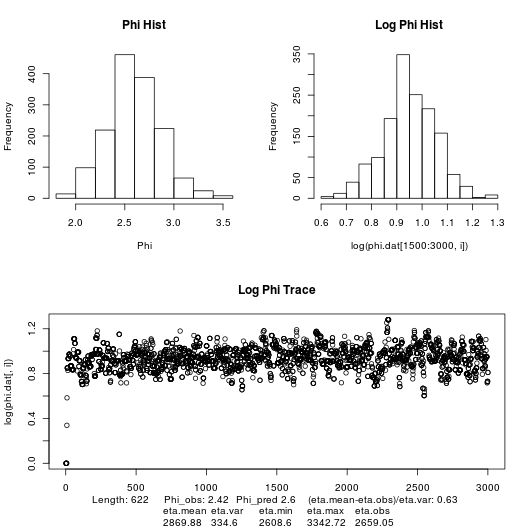 Phi Hist
Log Phi Hist
Frequency
0 100 200 300 400
2.0 2.5 3.0 3.5
Phi
Frequency
0 50 150 250 350
0.6 0.7 0.8 0.9 1.0 1.1 1.2 1.3
log(phi.dat[1500:3000, i])
Log Phi Trace
log(phi.dat[, i])
0.0 0.4 0.8 1.2
0 500 1000 1500 2000 2500 3000
Length: 622 Phi_obs: 2.42 Phi_pred 2.6 (eta.mean-eta.obs)/eta.var: 0.63
eta.mean eta.var eta.min eta.max eta.obs
2869.88 334.6 2608.6 3342.72 2659.05